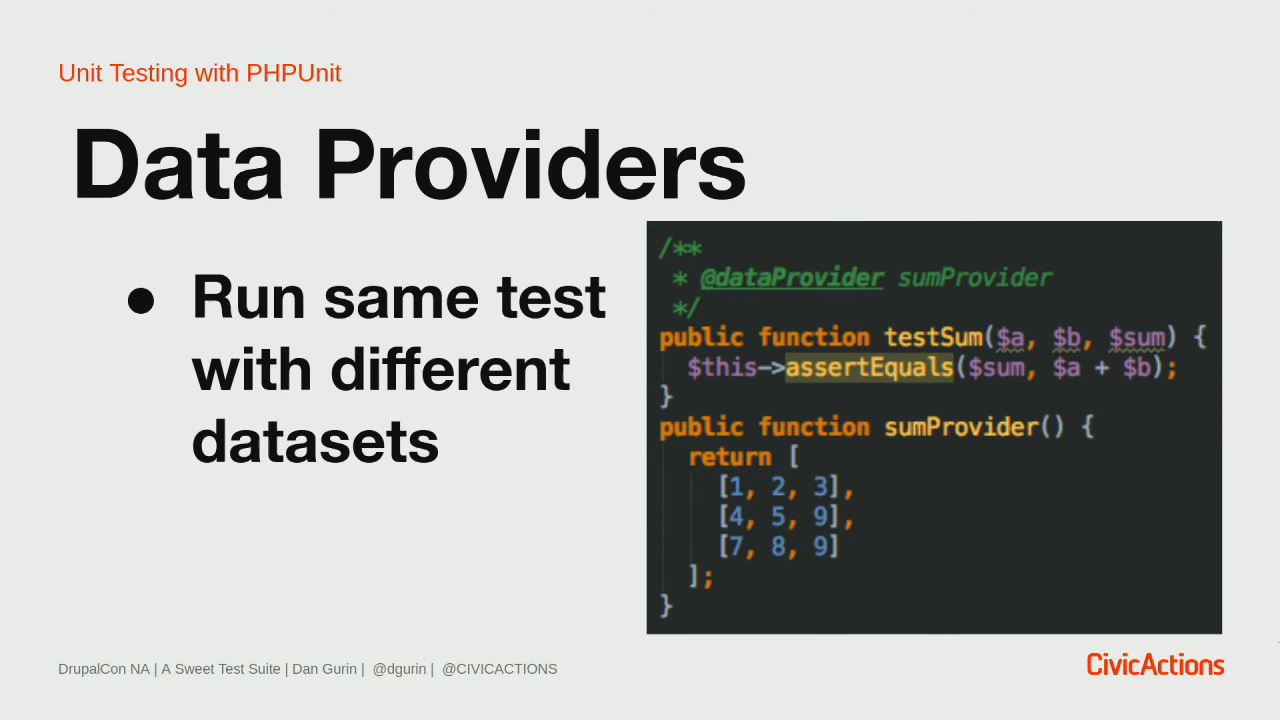 Unit Testing with PHPUnit
Data Providers
● Run same test
with different
datasets
/**
 * @dataProvider sumProvider
 */
public function testSum($a, $b, $sum) {
  $this->assertEquals($sum, $a + $b);
}
public function sumProvider() {
  return [
    [1, 2, 3],
    [4, 5, 9],
    [7, 8, 9]
  ];
}
DrupalCon NA | A Sweet Test Suite | Dan Gurin | @dgurin | @CIVICACTIONS
CivicActions